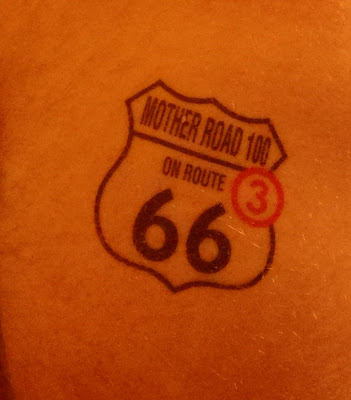 MOTHER ROAD 100
ON ROUTE
3
66